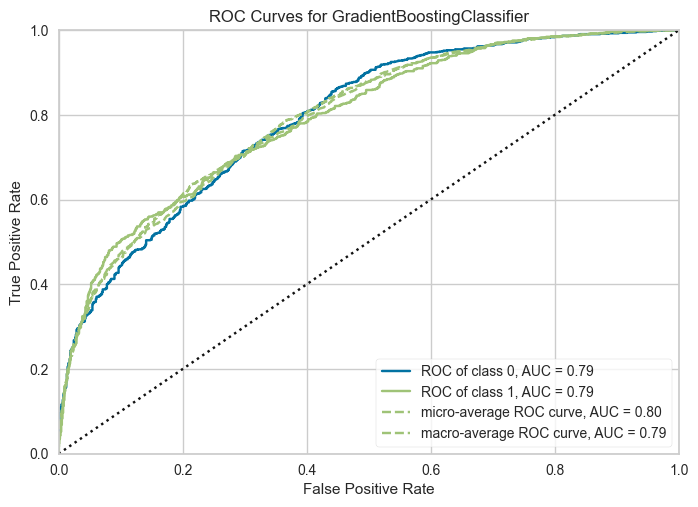 ROC Curves for GradientBoostingClassifier
True Positive Rate
1.0
0.8
0.6
0.4
0.2
0.0
ROC of class 0, AUC = 0.79
ROC of class 1, AUC = 0.79
micro-average ROC curve, AUC = 0.80
macro-average ROC curve, AUC = 0.79
0.0 0.2 0.4 0.6 0.8 1.0
False Positive Rate